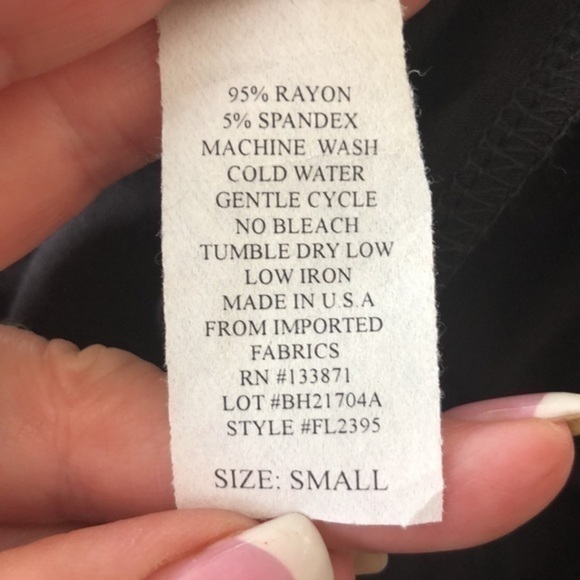 95% RAYON
5% SPANDEX
MACHINE WASH
COLD WATER
GENTLE CYCLE
NO BLEACH
TUMBLE DRY LOW
LOW IRON
MADE IN U.S.A
FROM IMPORTED
FABRICS
RN #133871
LOT #BH21704A
STYLE #FL2395
SIZE: SMALL